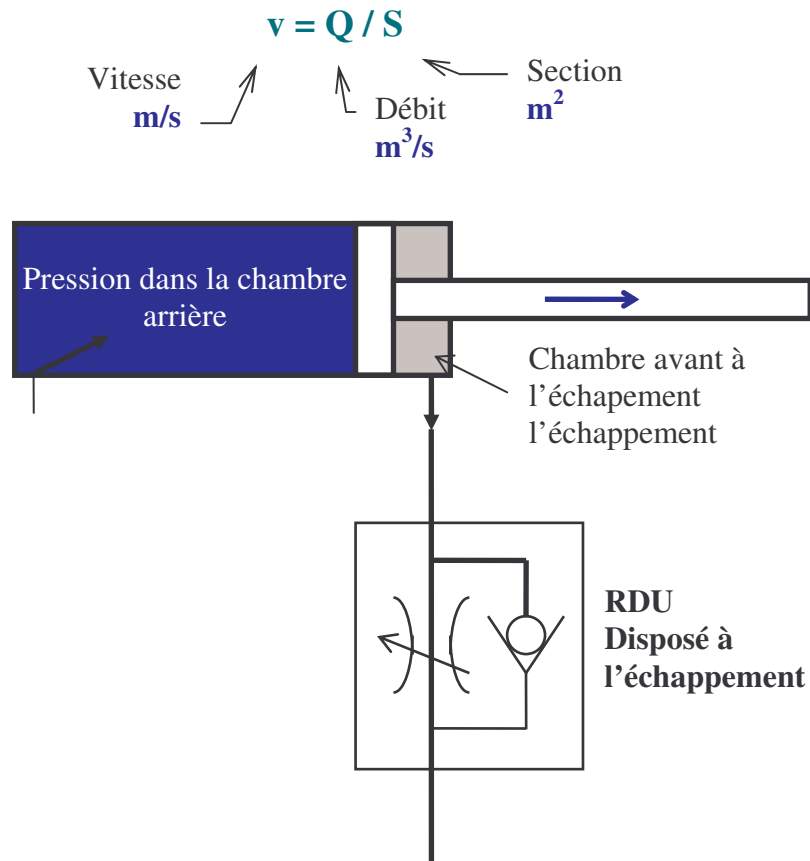 v = Q / S
Vitesse
m/s
Débit
m³/s
Section
m²
Pression dans la chambre
arrière
Chambre avant à
l’échapement
l’échappement
RDU
Disposé à
l’échappement